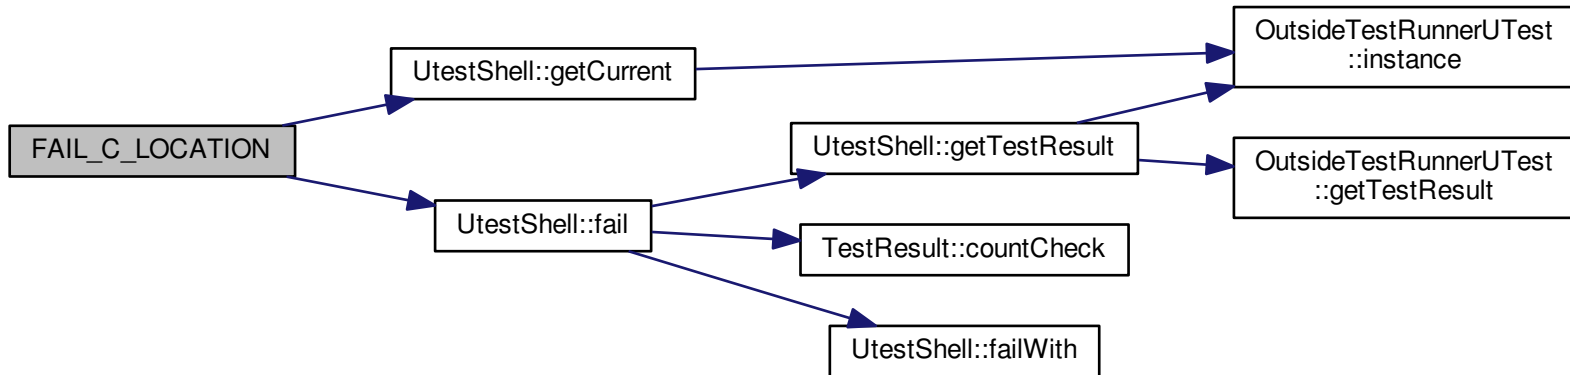 FAIL_C_LOCATION
UtestShell::getCurrent
UtestShell::fail
UtestShell::getTestResult
TestResult::countCheck
UtestShell::failWith
OutsideTestRunnerUTest
::instance
OutsideTestRunnerUTest
::getTestResult